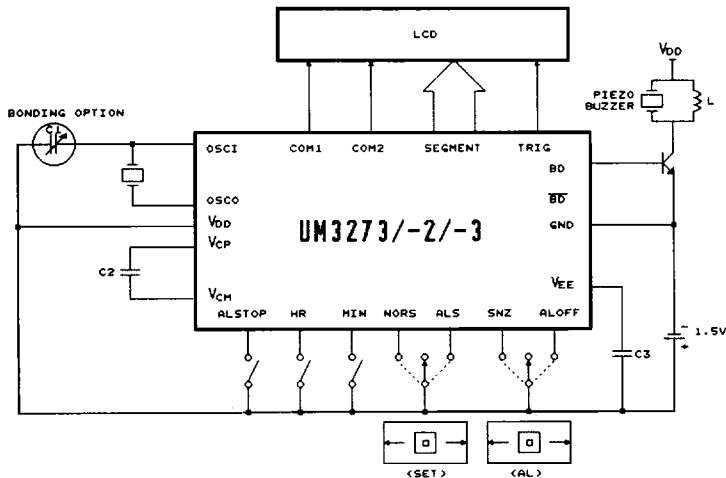 LCD
VDD
PIEZO
BUZZER
L
BONDING OPTION
C1
OSCI
COM1
COM2
SEGMENT
TRIG
BD
OSCO
BD
VDD
UM3273/-2/-3
GND
VCP
C2
VEE
VCM
ALSTOP
HR
MIN
NORS
ALS
SNZ
ALOFF
- 1.5V
+
C3
(SET)
(AL)